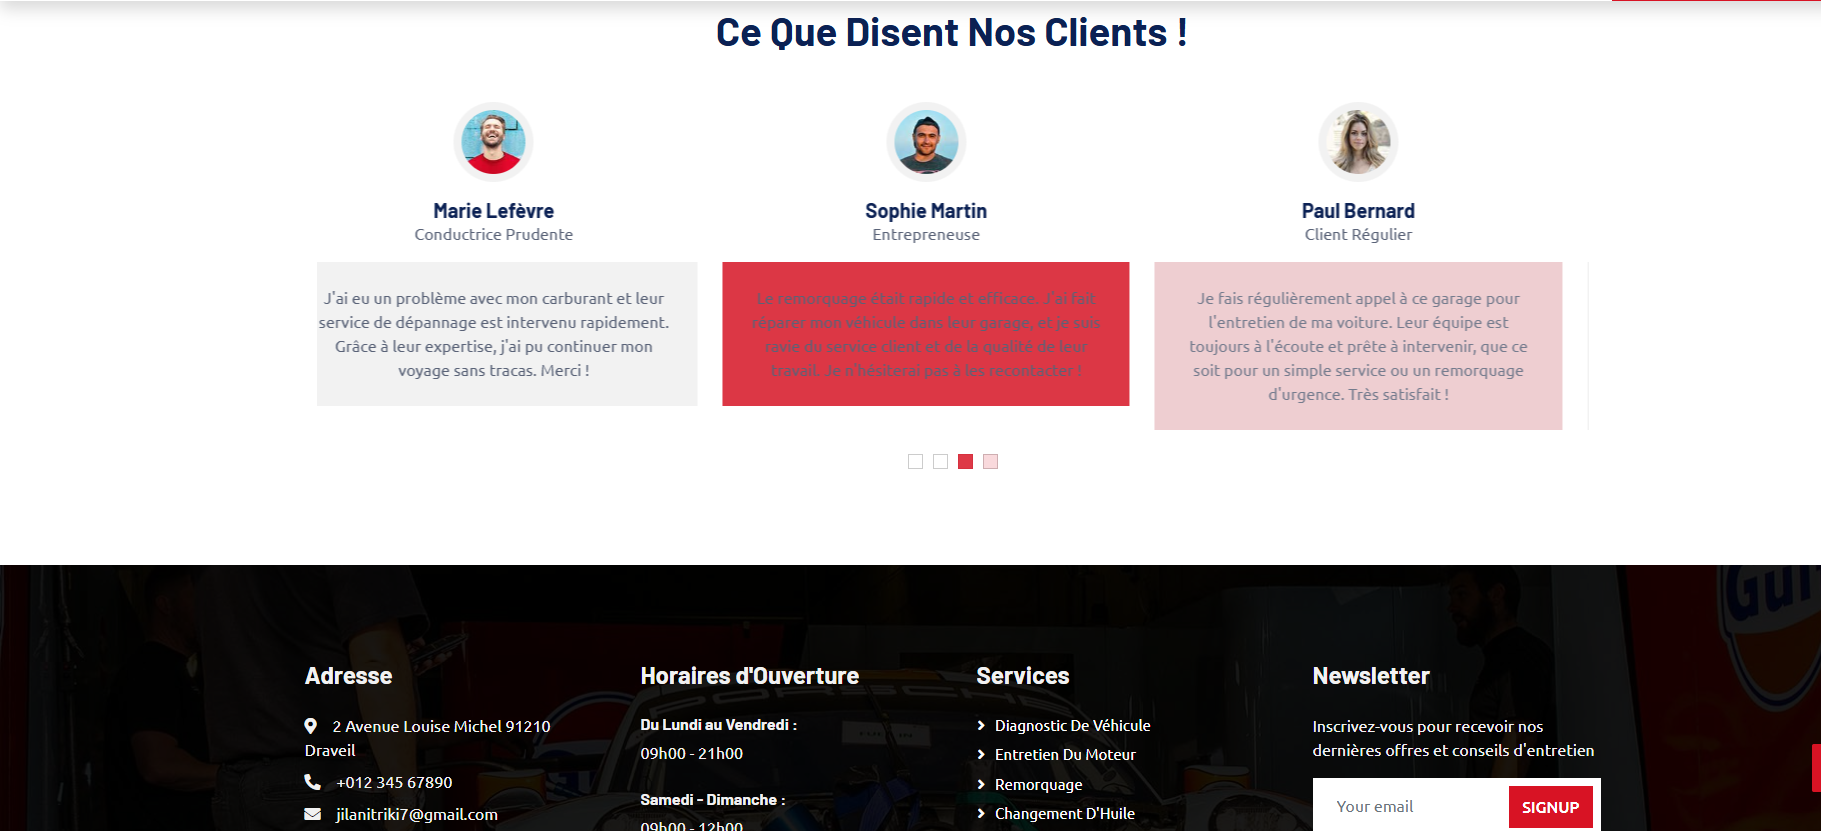 Ce Que Disent Nos Clients !
Marie Lefèvre
Conductrice Prudente
J'ai eu un problème avec mon carburant et leur
service de dépannage est intervenu rapidement.
Grâce à leur expertise, j'ai pu continuer mon
voyage sans tracas. Merci !
Sophie Martin
Entrepreneuse
Le remorquage était rapide et efficace. J'ai fait
réparer mon véhicule dans leur garage, et je suis
ravie du service client et de la qualité de leur
travail. Je n'hésiterai pas à les recontacter !
Paul Bernard
Client Régulier
Je fais régulièrement appel à ce garage pour
l'entretien de ma voiture. Leur équipe est
toujours à l'écoute et prête à intervenir, que ce
soit pour un simple service ou un remorquage
d'urgence. Très satisfait !
Adresse
2 Avenue Louise Michel 91210
Draveil
+012 345 67890
jilanitriki7@gmail.com
Horaires d'Ouverture
Du Lundi au Vendredi :
09h00 - 21h00
Samedi - Dimanche :
09h00 - 12h00
Services
Diagnostic De Véhicule
Entretien Du Moteur
Remorquage
Changement D'Huile
Newsletter
Inscrivez-vous pour recevoir nos
dernières offres et conseils d'entretien
Your email
SIGNUP
PORSCHE